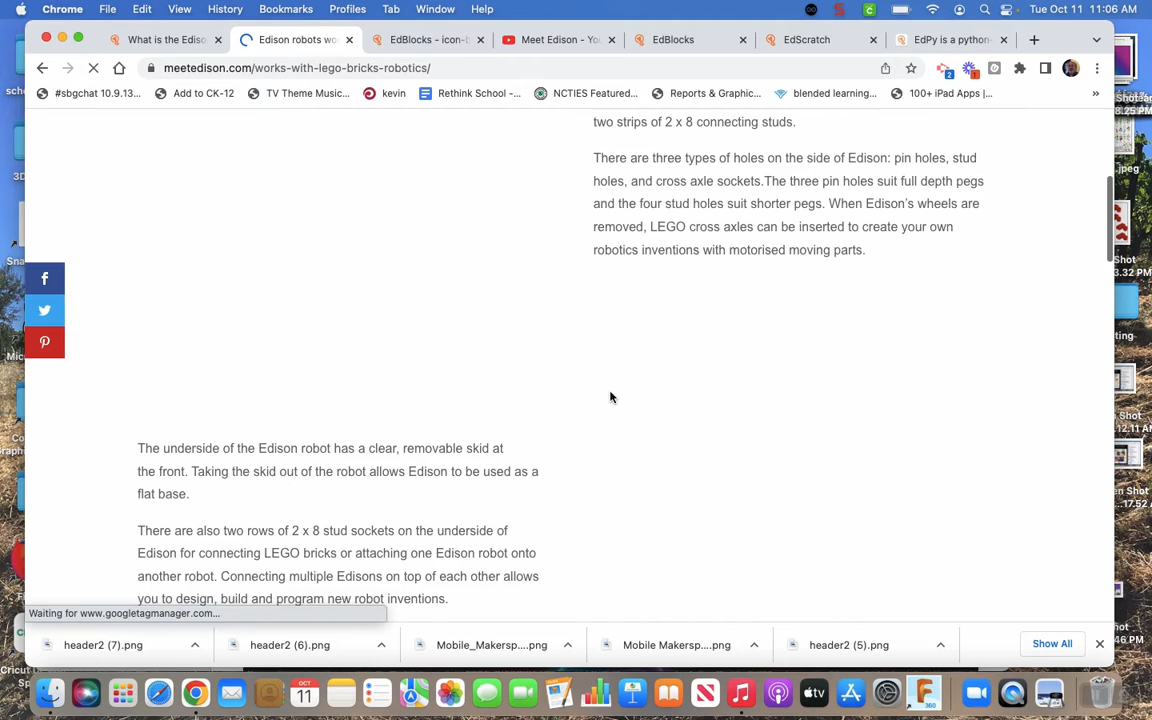 Chrome File Edit View History Bookmarks Profiles Tab Window Help Tue Oct 11 11:06 AM
What is the Ediso Edison robots wo EdBlocks - icon-b Meet Edison - Yo EdBlocks EdScratch EdPy is a python-
meetedison.com/works-with-lego-bricks-robotics/
#sbgchat 10.9.13... Add to CK-12 TV Theme Music... kevin Rethink School -... NCTIES Featured... Reports & Graphic... blended learning... 100+ iPad Apps |... »
two strips of 2 x 8 connecting studs.
There are three types of holes on the side of Edison: pin holes, stud
holes, and cross axle sockets.The three pin holes suit full depth pegs
and the four stud holes suit shorter pegs. When Edison's wheels are
removed, LEGO cross axles can be inserted to create your own
robotics inventions with motorised moving parts.
The underside of the Edison robot has a clear, removable skid at
the front. Taking the skid out of the robot allows Edison to be used as a
flat base.
There are also two rows of 2 x 8 stud sockets on the underside of
Edison for connecting LEGO bricks or attaching one Edison robot onto
another robot. Connecting multiple Edisons on top of each other allows
you to design, build and program new robot inventions.
Waiting for www.googletagmanager.com...
header2 (7).png header2 (6).png Mobile_Makersp....png Mobile Makersp....png header2 (5).png Show All